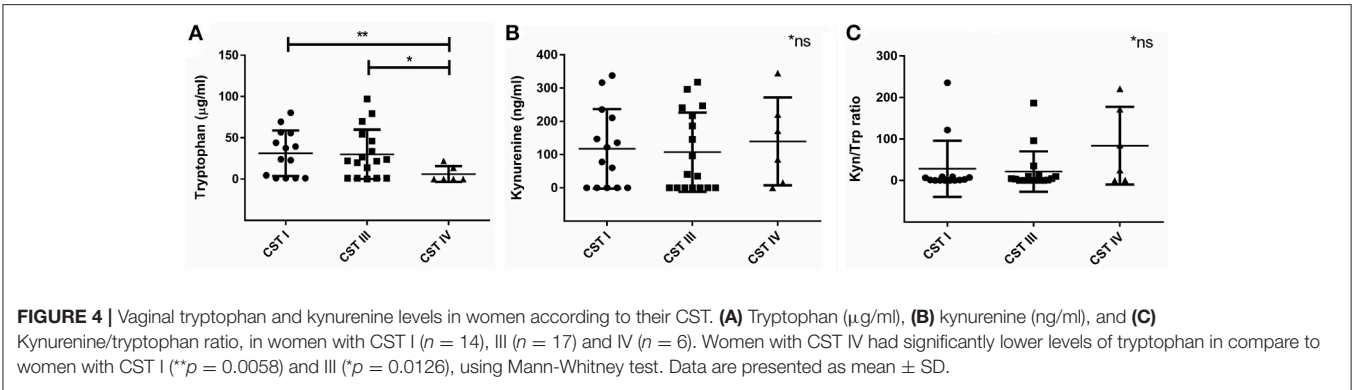 A
**
*
150
100
50
0
Tryptophan (μg/ml)
CST I
CST III
CST IV
B
*ns
400
300
200
100
0
Kynurenine (ng/ml)
CST I
CST III
CST IV
C
*ns
300
200
100
0
Kyn/Trp ratio
CST I
CST III
CST IV
FIGURE 4 | Vaginal tryptophan and kynurenine levels in women according to their CST. (A) Tryptophan (μg/ml), (B) kynurenine (ng/ml), and (C)
Kynurenine/tryptophan ratio, in women with CST I (n = 14), III (n = 17) and IV (n = 6). Women with CST IV had significantly lower levels of tryptophan in compare to
women with CST I (**p = 0.0058) and III (*p = 0.0126), using Mann-Whitney test. Data are presented as mean ± SD.